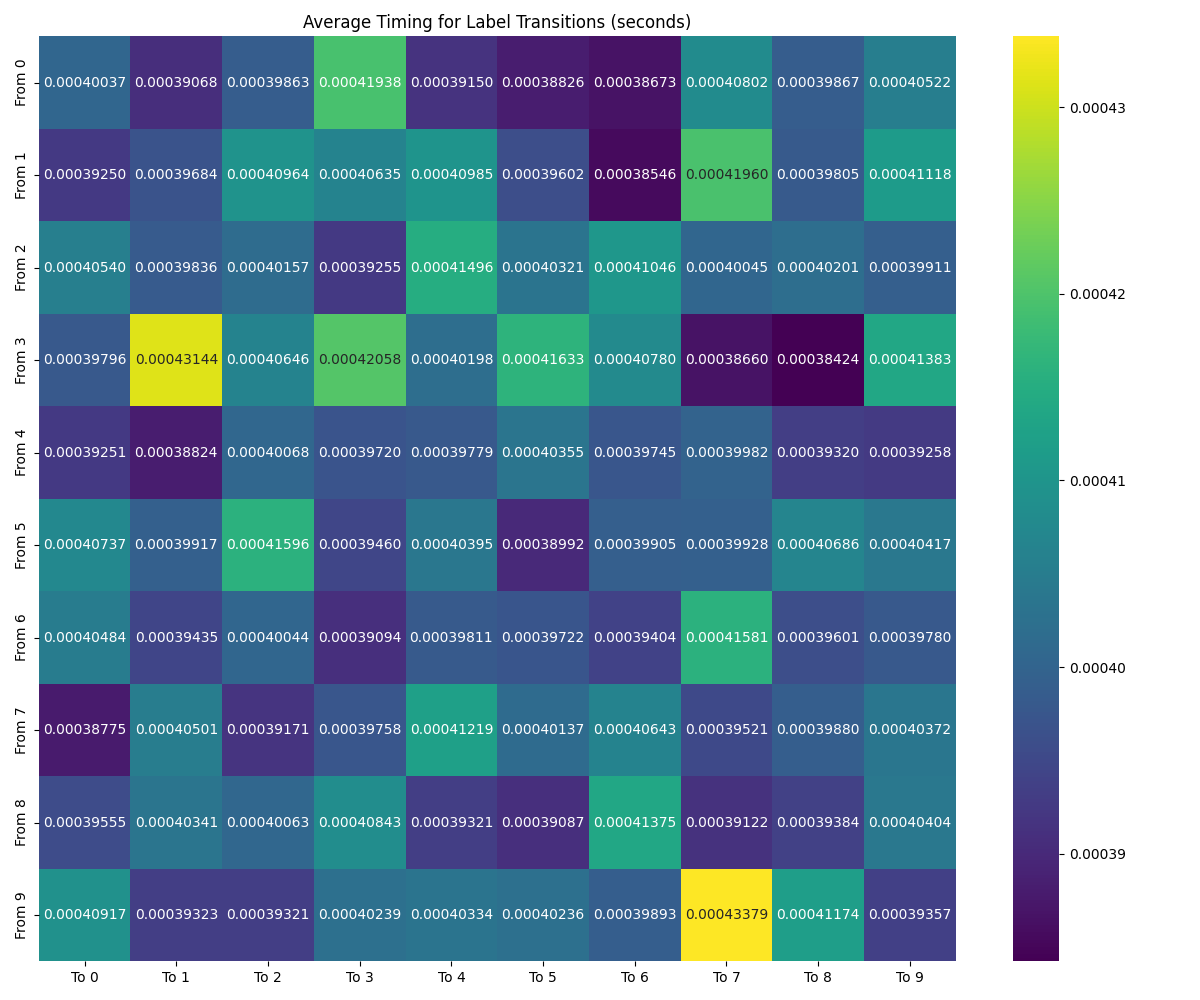 Average Timing for Label Transitions (seconds)
From 0 0.00040037 0.00039068 0.00039863 0.00041938 0.00039150 0.00038826 0.00038673 0.00040802 0.00039867 0.00040522
From 1 0.00039250 0.00039684 0.00040964 0.00040635 0.00040985 0.00039602 0.00038546 0.00041960 0.00039805 0.00041118
From 2 0.00040540 0.00039836 0.00040157 0.00039255 0.00041496 0.00040321 0.00041046 0.00040045 0.00040201 0.00039911
From 3 0.00039796 0.00043144 0.00040646 0.00042058 0.00040198 0.00041633 0.00040780 0.00038660 0.00038424 0.00041383
From 4 0.00039251 0.00038824 0.00040068 0.00039720 0.00039779 0.00040355 0.00039745 0.00039982 0.00039320 0.00039258
From 5 0.00040737 0.00039917 0.00041596 0.00039460 0.00040395 0.00038992 0.00039905 0.00039928 0.00040686 0.00040417
From 6 0.00040484 0.00039435 0.00040044 0.00039094 0.00039811 0.00039722 0.00039404 0.00041581 0.00039601 0.00039780
From 7 0.00038775 0.00040501 0.00039171 0.00039758 0.00041219 0.00040137 0.00040643 0.00039521 0.00039880 0.00040372
From 8 0.00039555 0.00040341 0.00040063 0.00040843 0.00039321 0.00039087 0.00041375 0.00039122 0.00039384 0.00040404
From 9 0.00040917 0.00039323 0.00039321 0.00040239 0.00040334 0.00040236 0.00039893 0.00043379 0.00041174 0.00039357
To 0 To 1 To 2 To 3 To 4 To 5 To 6 To 7 To 8 To 9
0.00043
0.00042
0.00041
0.00040
0.00039